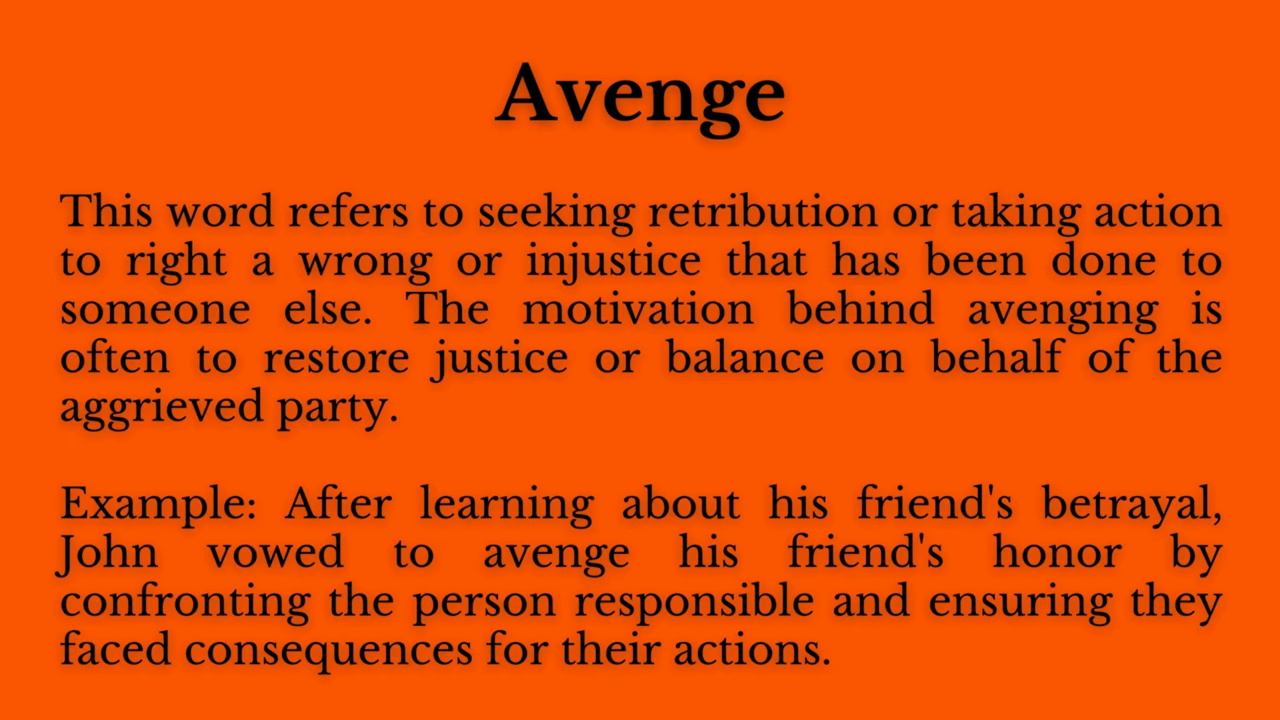 Avenge
This word refers to seeking retribution or taking action
to right a wrong or injustice that has been done to
someone else. The motivation behind avenging is
often to restore justice or balance on behalf of the
aggrieved party.
Example: After learning about his friend's betrayal,
John vowed to avenge his friend's honor by
confronting the person responsible and ensuring they
faced consequences for their actions.